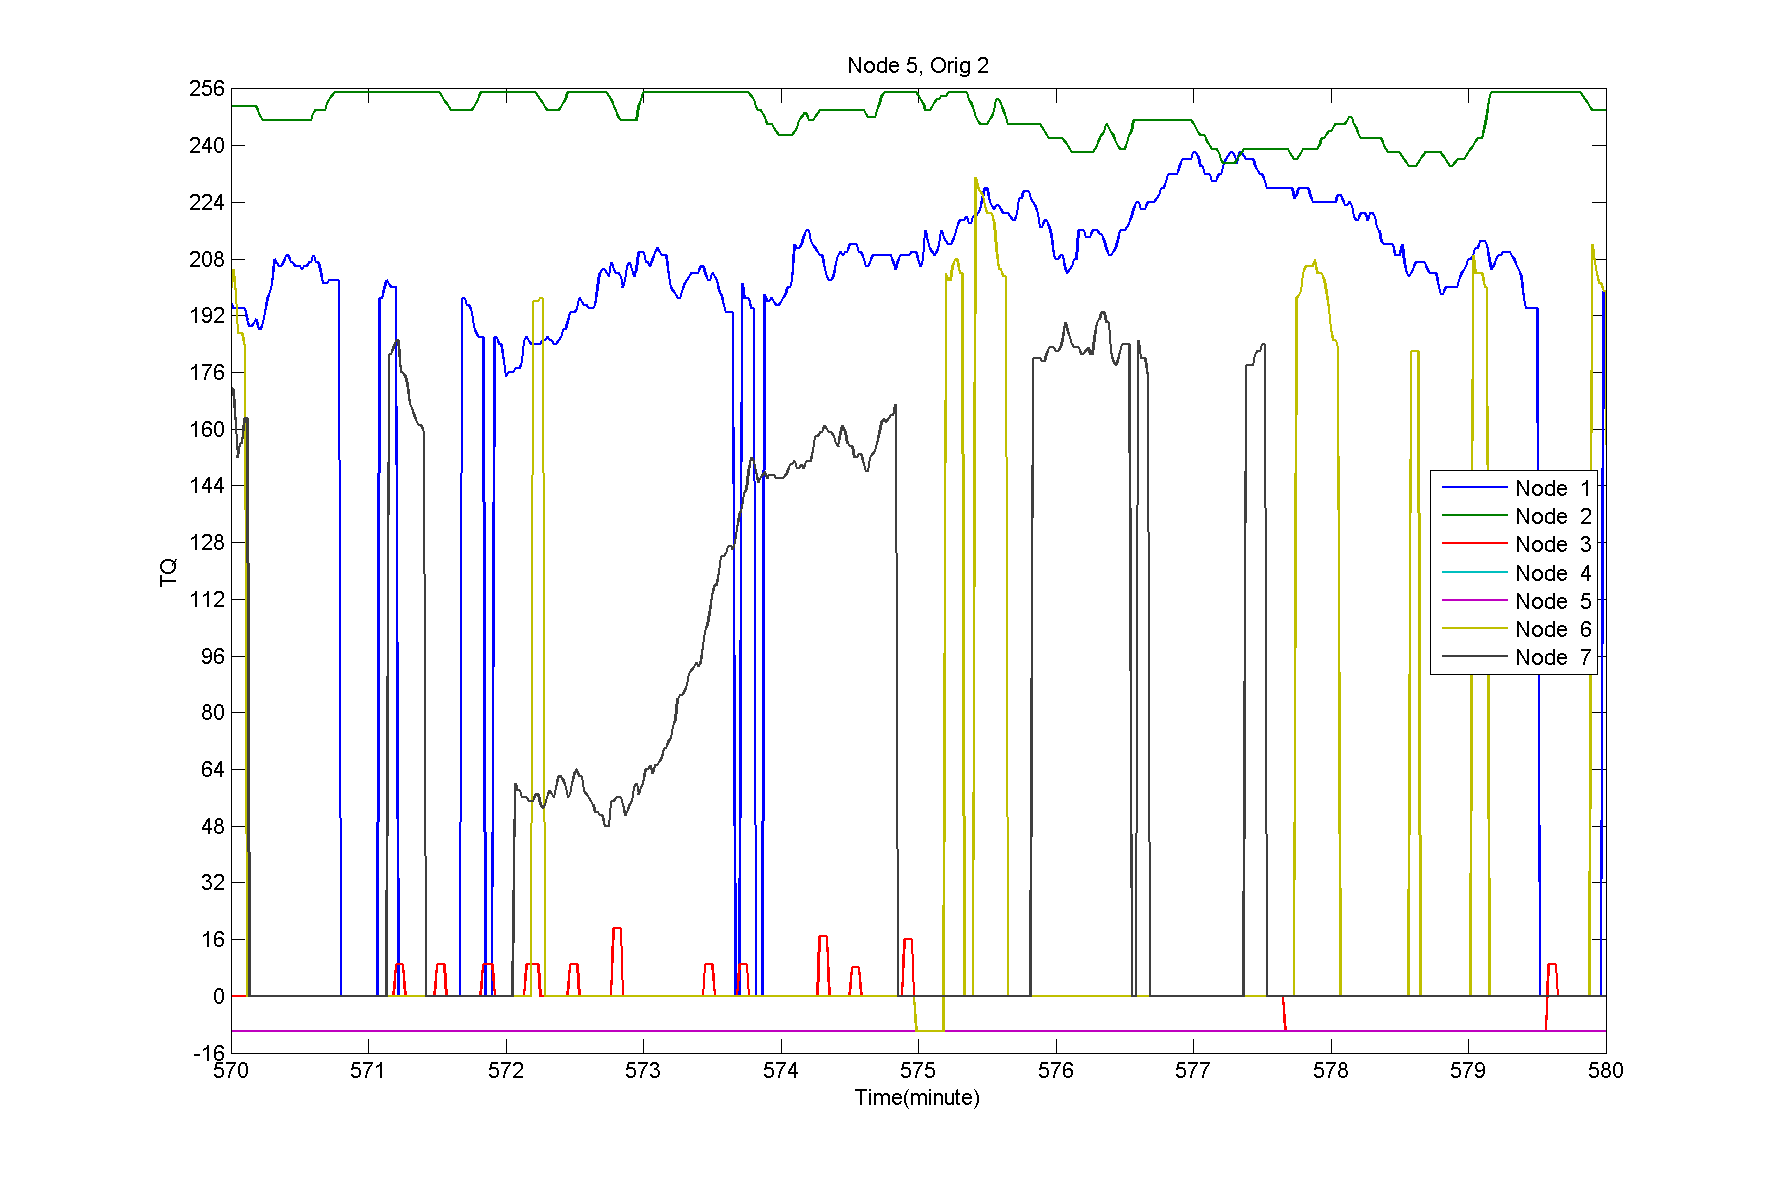 Node 5, Orig 2
256
240
224
208
192
176
160
144
128
112
96
80
64
48
32
16
0
-16
TQ
Node 1
Node 2
Node 3
Node 4
Node 5
Node 6
Node 7
570 571 572 573 574 575 576 577 578 579 580
Time(minute)